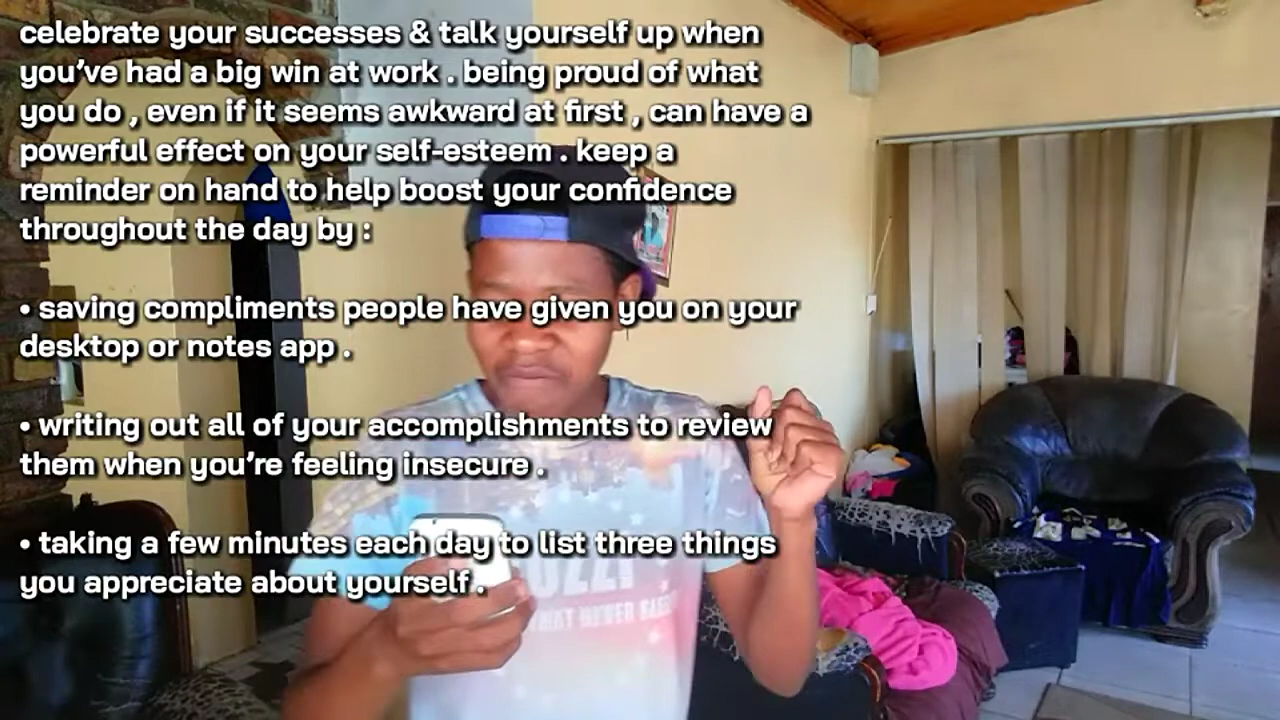 celebrate your successes & talk yourself up when
you've had a big win at work . being proud of what
you do , even if it seems awkward at first , can have a
powerful effect on your self-esteem . keep a
reminder on hand to help boost your confidence
throughout the day by :
• saving compliments people have given you on your
desktop or notes app .
• writing out all of your accomplishments to review
them when you're feeling insecure .
• taking a few minutes each day to list three things
you appreciate about yourself .
THAT NEVER